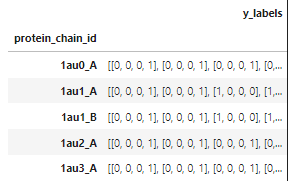 y_labels
protein_chain_id
1au0_A [[0, 0, 0, 1], [0, 0, 0, 1], [0, 0, 0, 1], [0,...
1au1_A [[0, 0, 0, 1], [0, 0, 0, 1], [1, 0, 0, 0], [1,...
1au1_B [[0, 0, 0, 1], [0, 0, 0, 1], [1, 0, 0, 0], [1,...
1au2_A [[0, 0, 0, 1], [0, 0, 0, 1], [0, 0, 0, 1], [0,...
1au3_A [[0, 0, 0, 1], [0, 0, 0, 1], [0, 0, 0, 1], [0,...